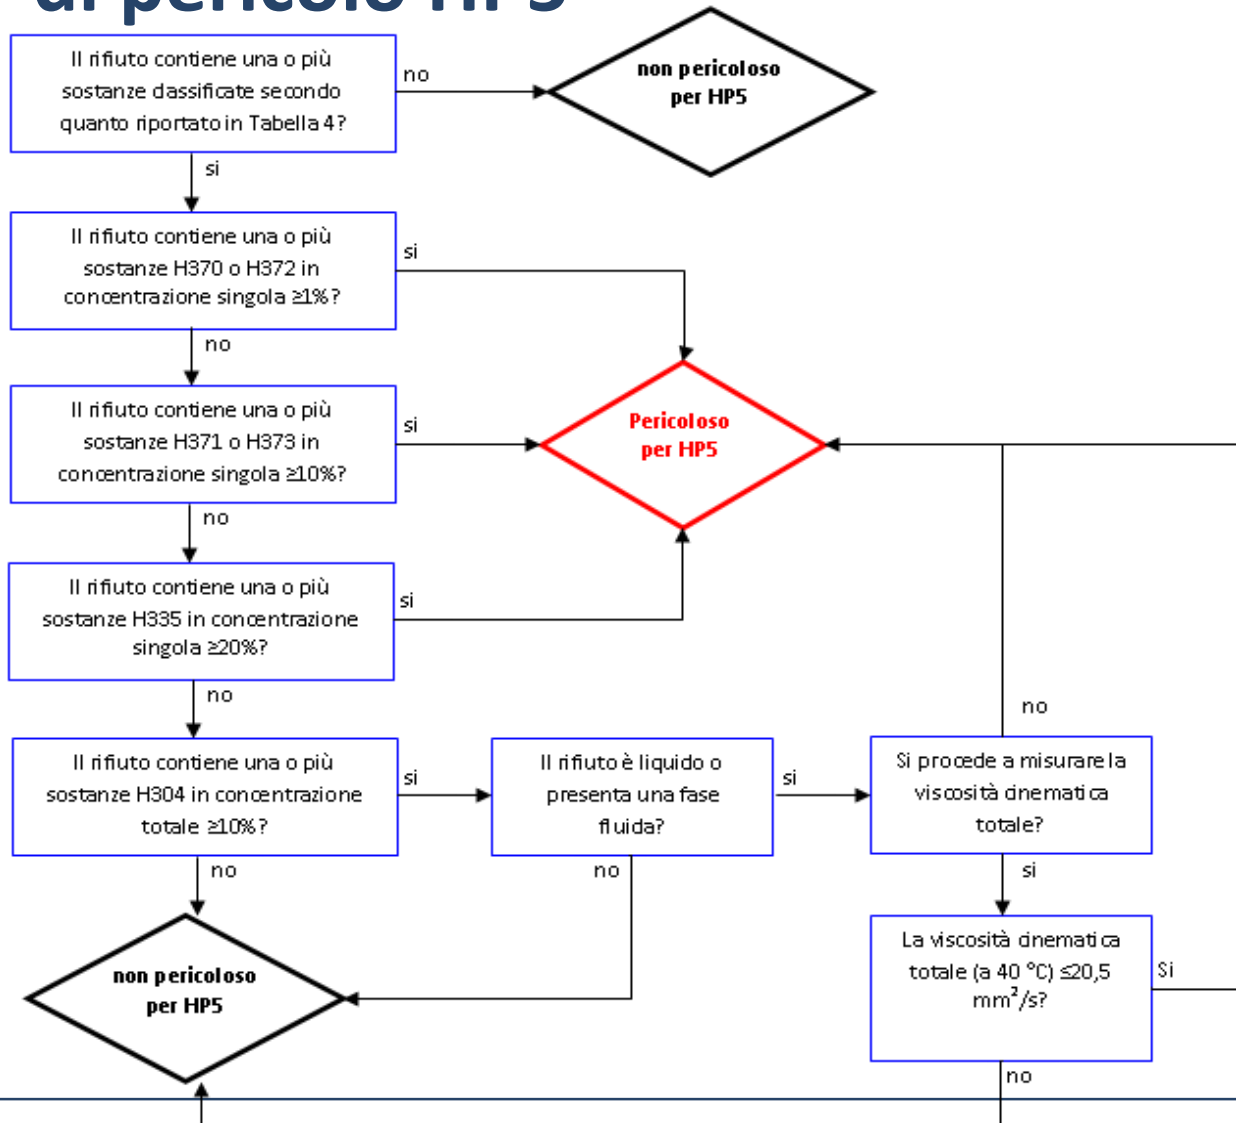 di pericolo HP5
Il rifiuto contiene una o più
sostanze classificate secondo
quanto riportato in Tabella 4?
no
non pericoloso
per HP5
si
Il rifiuto contiene una o più
sostanze H370 o H372 in
concentrazione singola ≥1%?
si
no
Il rifiuto contiene una o più
sostanze H371 o H373 in
concentrazione singola ≥10%?
si
Pericoloso
per HP5
no
Il rifiuto contiene una o più
sostanze H335 in concentrazione
singola ≥20%?
si
no
Il rifiuto contiene una o più
sostanze H304 in concentrazione
totale ≥10%?
si
Il rifiuto è liquido o
presenta una fase
fluida?
si
no
Si procede a misurare la
viscosità cinematica
totale?
no
no
si
non pericoloso
per HP5
La viscosità cinematica
totale (a 40 °C) ≤20,5
mm²/s?
Si
no